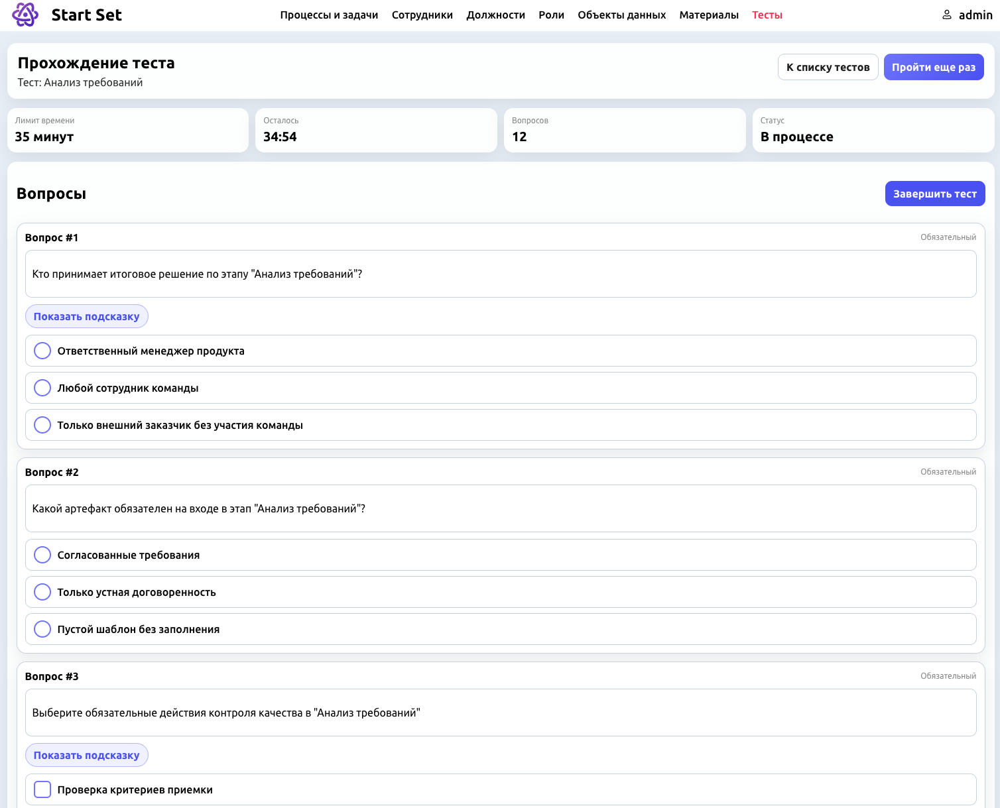 Start Set
Процессы и задачи Сотрудники Должности Роли Объекты данных Материалы Тесты
admin
Прохождение теста
Тест: Анализ требований
К списку тестов
Пройти еще раз
Лимит времени
35 минут
Осталось
34:54
Вопросов
12
Статус
В процессе
Вопросы
Завершить тест
Вопрос #1
Обязательный
Кто принимает итоговое решение по этапу "Анализ требований"?
Показать подсказку
Ответственный менеджер продукта
Любой сотрудник команды
Только внешний заказчик без участия команды
Вопрос #2
Обязательный
Какой артефакт обязателен на входе в этап "Анализ требований"?
Согласованные требования
Только устная договоренность
Пустой шаблон без заполнения
Вопрос #3
Обязательный
Выберите обязательные действия контроля качества в "Анализ требований"
Показать подсказку
Проверка критериев приемки